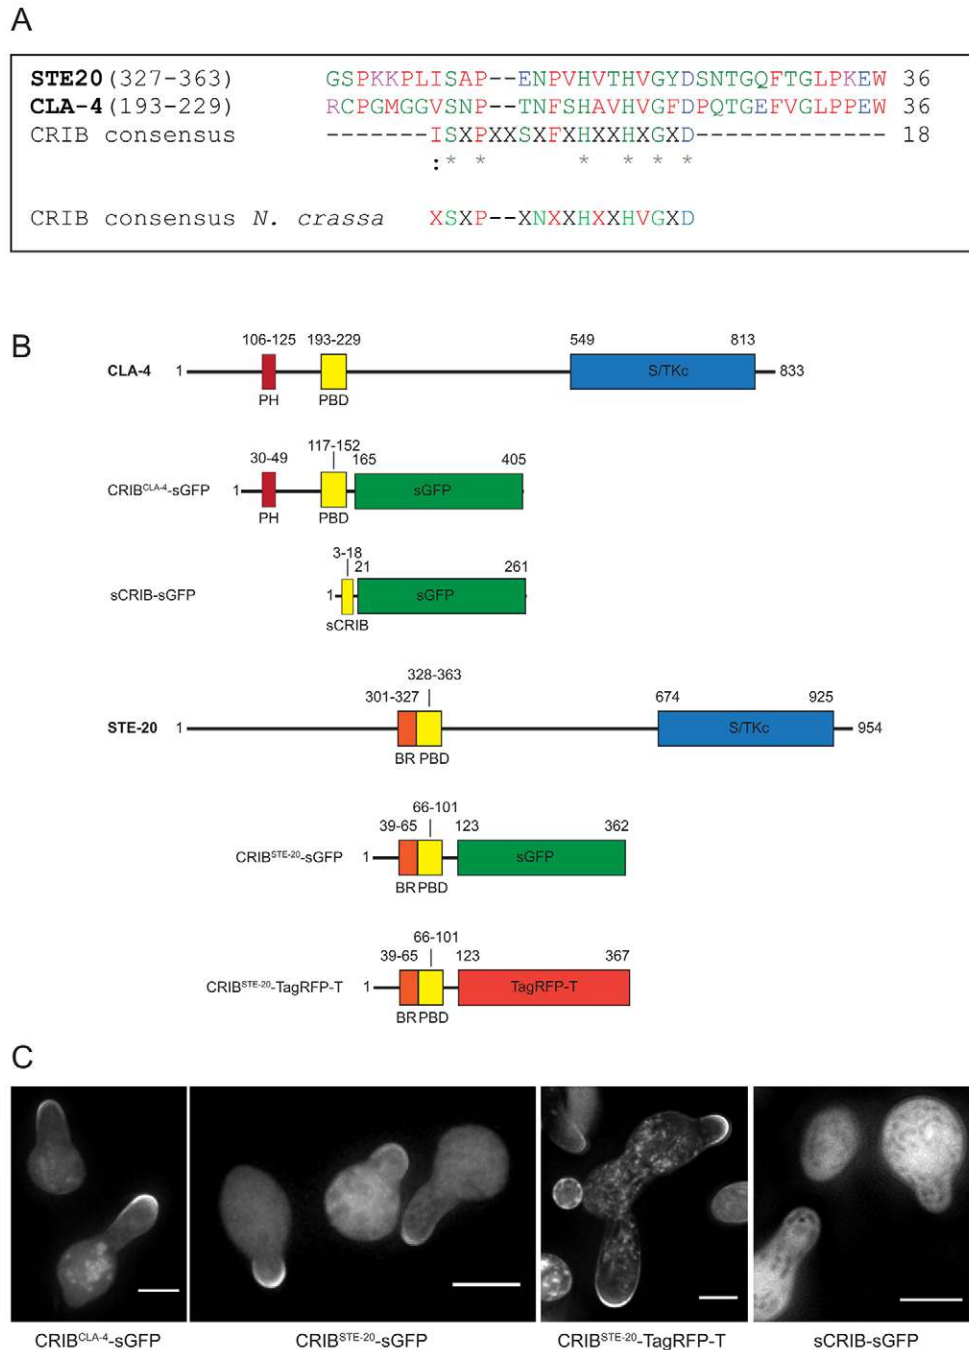 A
STE20(327-363) GSPKKPLISAP--ENPVHVTHVGYDSNTGQFTGLPKEW 36
CLA-4(193-229) RCPGMGGVSNP--TNFSHAVHVGFDPQTGEFVGLPPEW 36
CRIB consensus -------ISXPXXSXFXHXXHXGXD------------- 18
:* * * * * *
CRIB consensus N. crassa XSXP--XNXXHXXHVGXD
B
106-125 193-229 549 813
CLA-4 1 S/TKc 833
PH PBD
117-152
30-49 165 405
CRIBCLA-4-sGFP 1 sGFP
PH PBD
3-18
21 261
sCRIB-sGFP 1 sGFP
sCRIB
328-363
301-327 674 925
STE-20 1 S/TKc 954
BR PBD
66-101
39-65 123 362
CRIBSTE-20-sGFP 1 sGFP
BR PBD
66-101
39-65 123 367
CRIBSTE-20-TagRFP-T 1 TagRFP-T
BR PBD
C
CRIBCLA-4-sGFP CRIBSTE-20-sGFP CRIBSTE-20-TagRFP-T sCRIB-sGFP